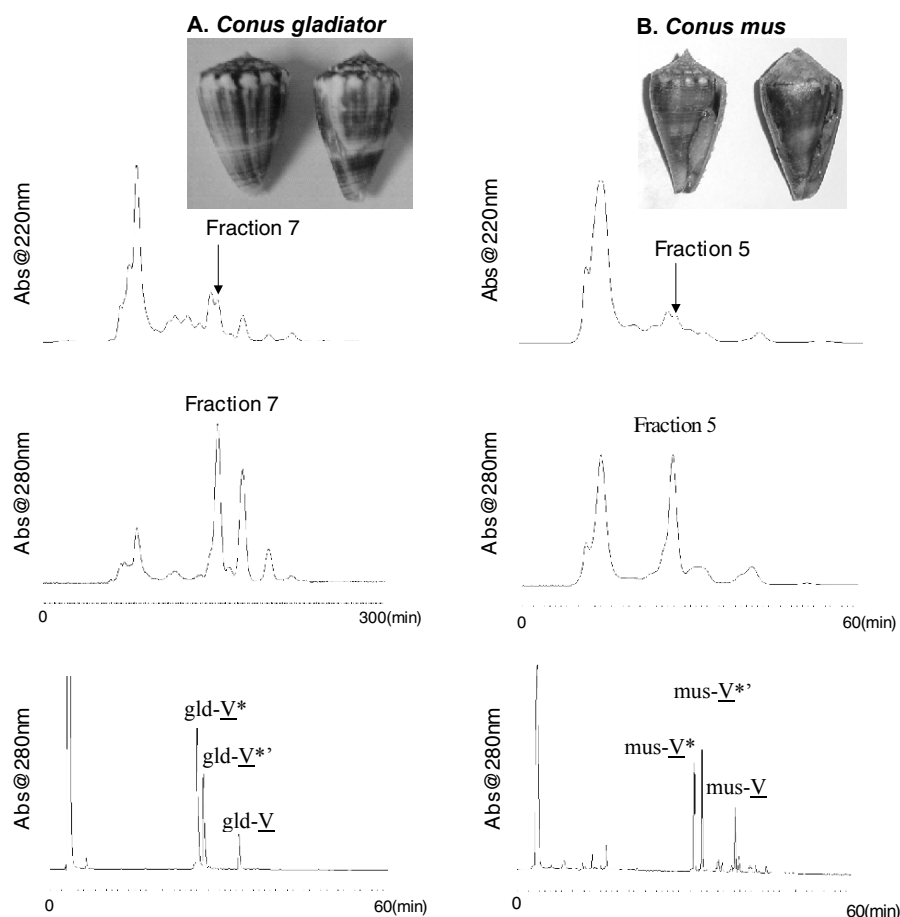 A. Conus gladiator
B. Conus mus
Abs@220nm
Fraction 7
Abs@220nm
Fraction 5
Abs@280nm
Fraction 7
0
300(min)
Abs@280nm
Fraction 5
0
60(min)
Abs@280nm
gld-V*
gld-V*’
gld-V
0
60(min)
Abs@280nm
mus-V*’
mus-V*
mus-V
0
60(min)